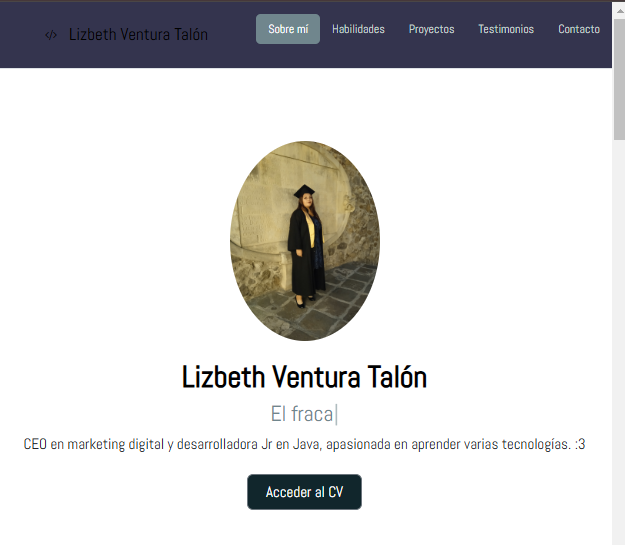 </> Lizbeth Ventura Talón Sobre mí Habilidades Proyectos Testimonios Contacto
Lizbeth Ventura Talón
El fraca|
CEO en marketing digital y desarrolladora Jr en Java, apasionada en aprender varias tecnologías. :3
Acceder al CV